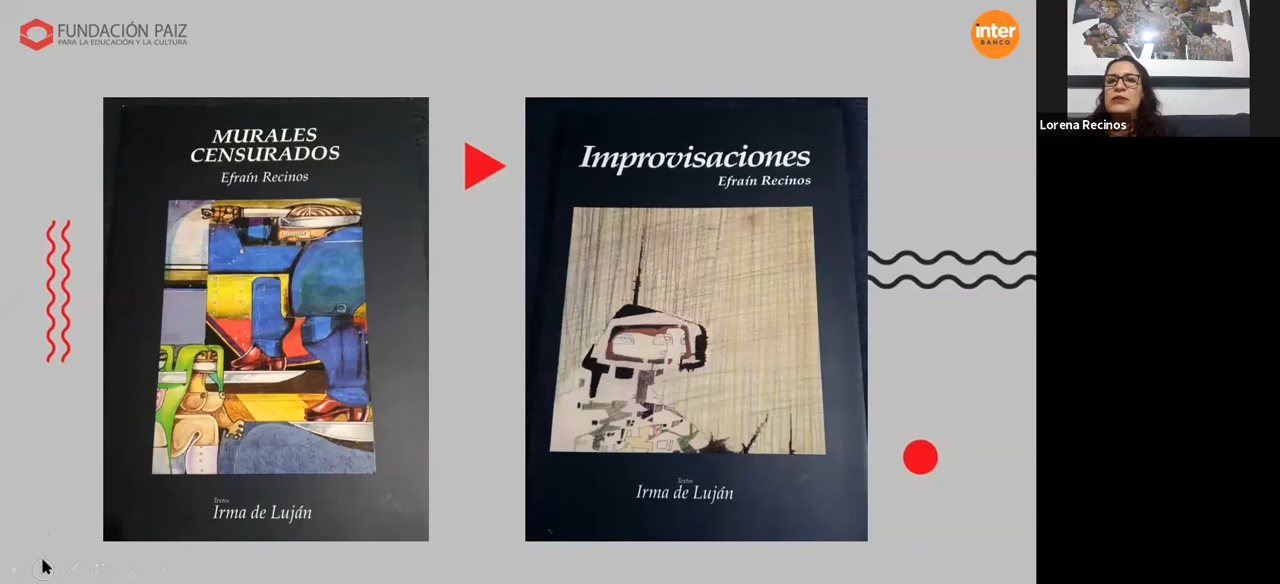 FUNDACIÓN PAIZ
PARA LA EDUCACIÓN Y LA CULTURA
inter
BANCO
MURALES
CENSURADOS
Efraín Recinos
Textos
Irma de Luján
Improvisaciones
Efraín Recinos
Textos
Irma de Luján
Lorena Recinos